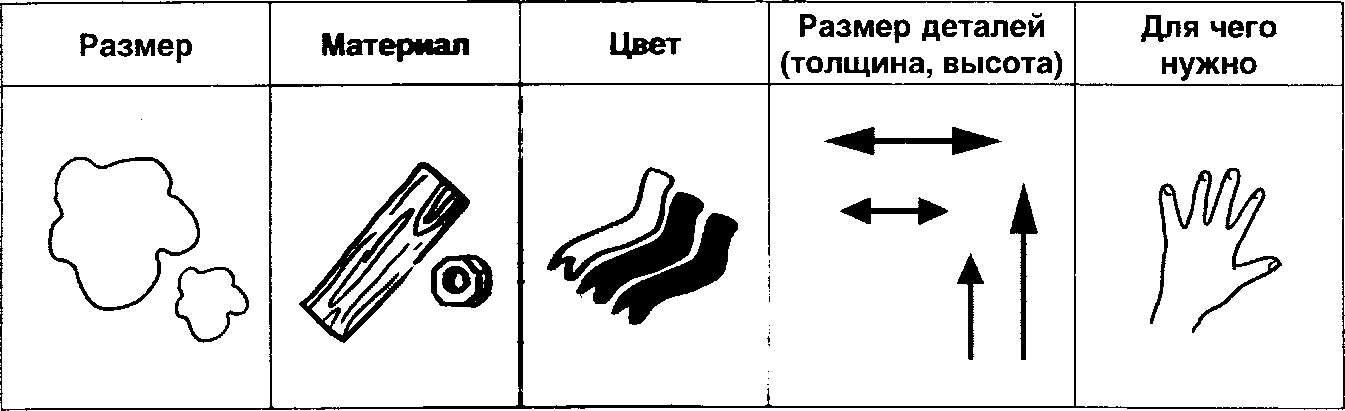 Размер
Материал
Цвет
Размер деталей
(толщина, высота)
Для чего
нужно